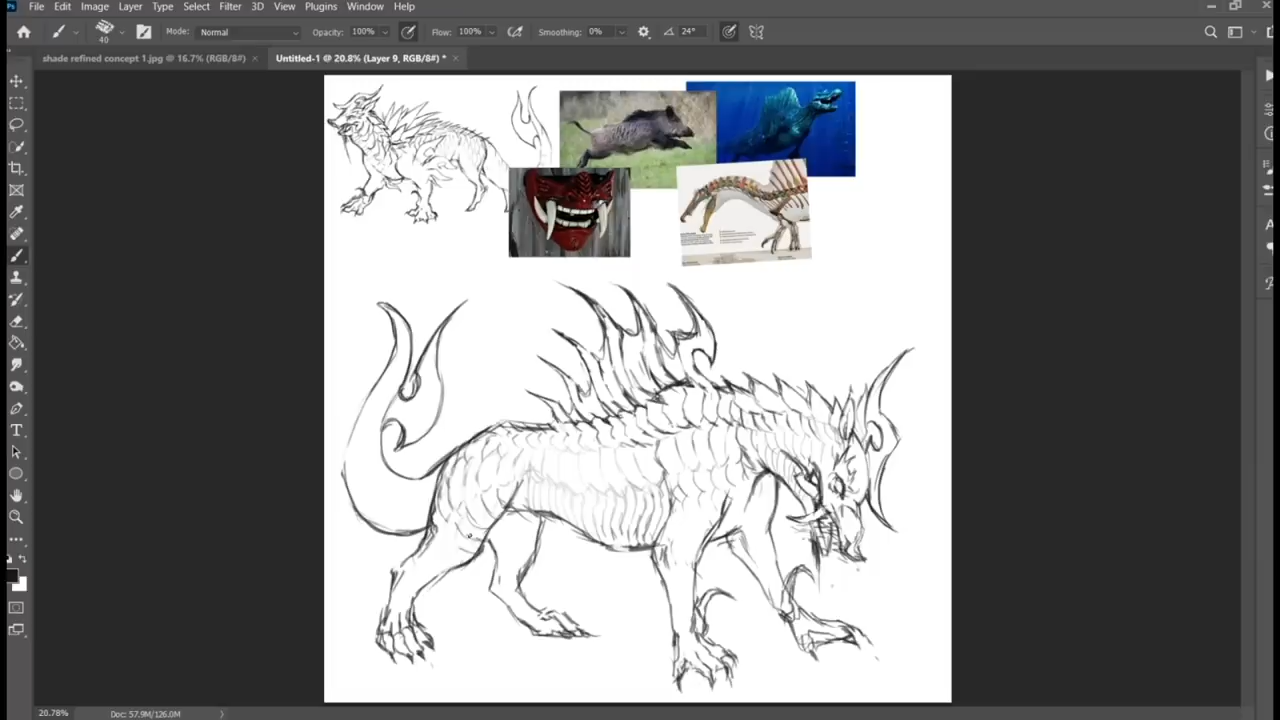 Ps File Edit Image Layer Type Select Filter 3D View Plugins Window Help
40 Mode: Normal Opacity: 100% Flow: 100% Smoothing: 0% 24°
shade refined concept 1.jpg @ 16.7% (RGB/8#) × Untitled-1 @ 20.8% (Layer 9, RGB/8#) * ×
20.78% Doc: 57.9M/126.0M